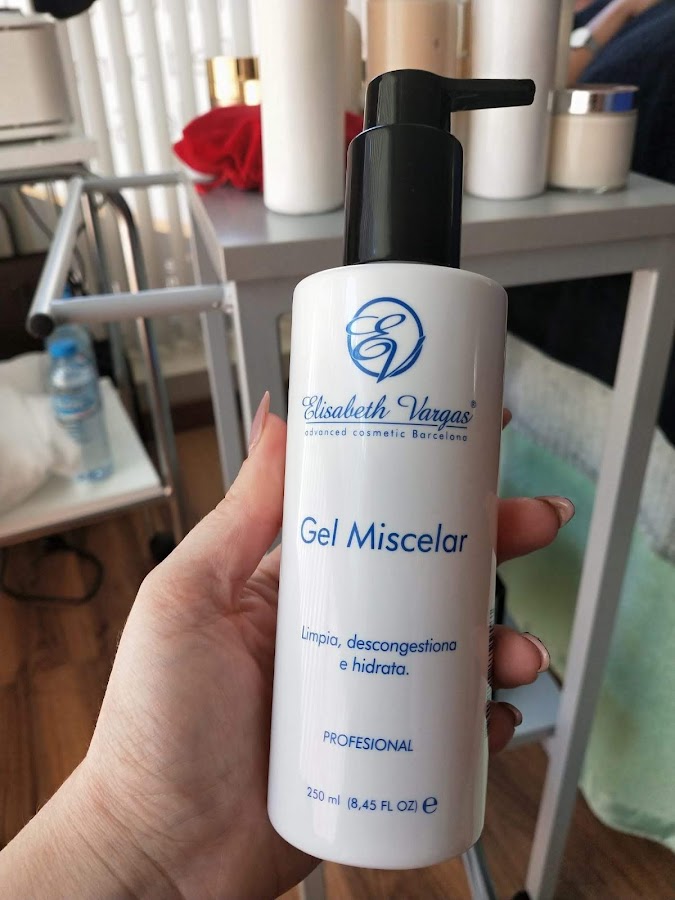 EV
Elisabeth Vargas®
advanced cosmetic Barcelona
Gel Miscelar
Limpia, descongestiona
e hidrata.
PROFESIONAL
250 ml (8,45 FL OZ) ℮